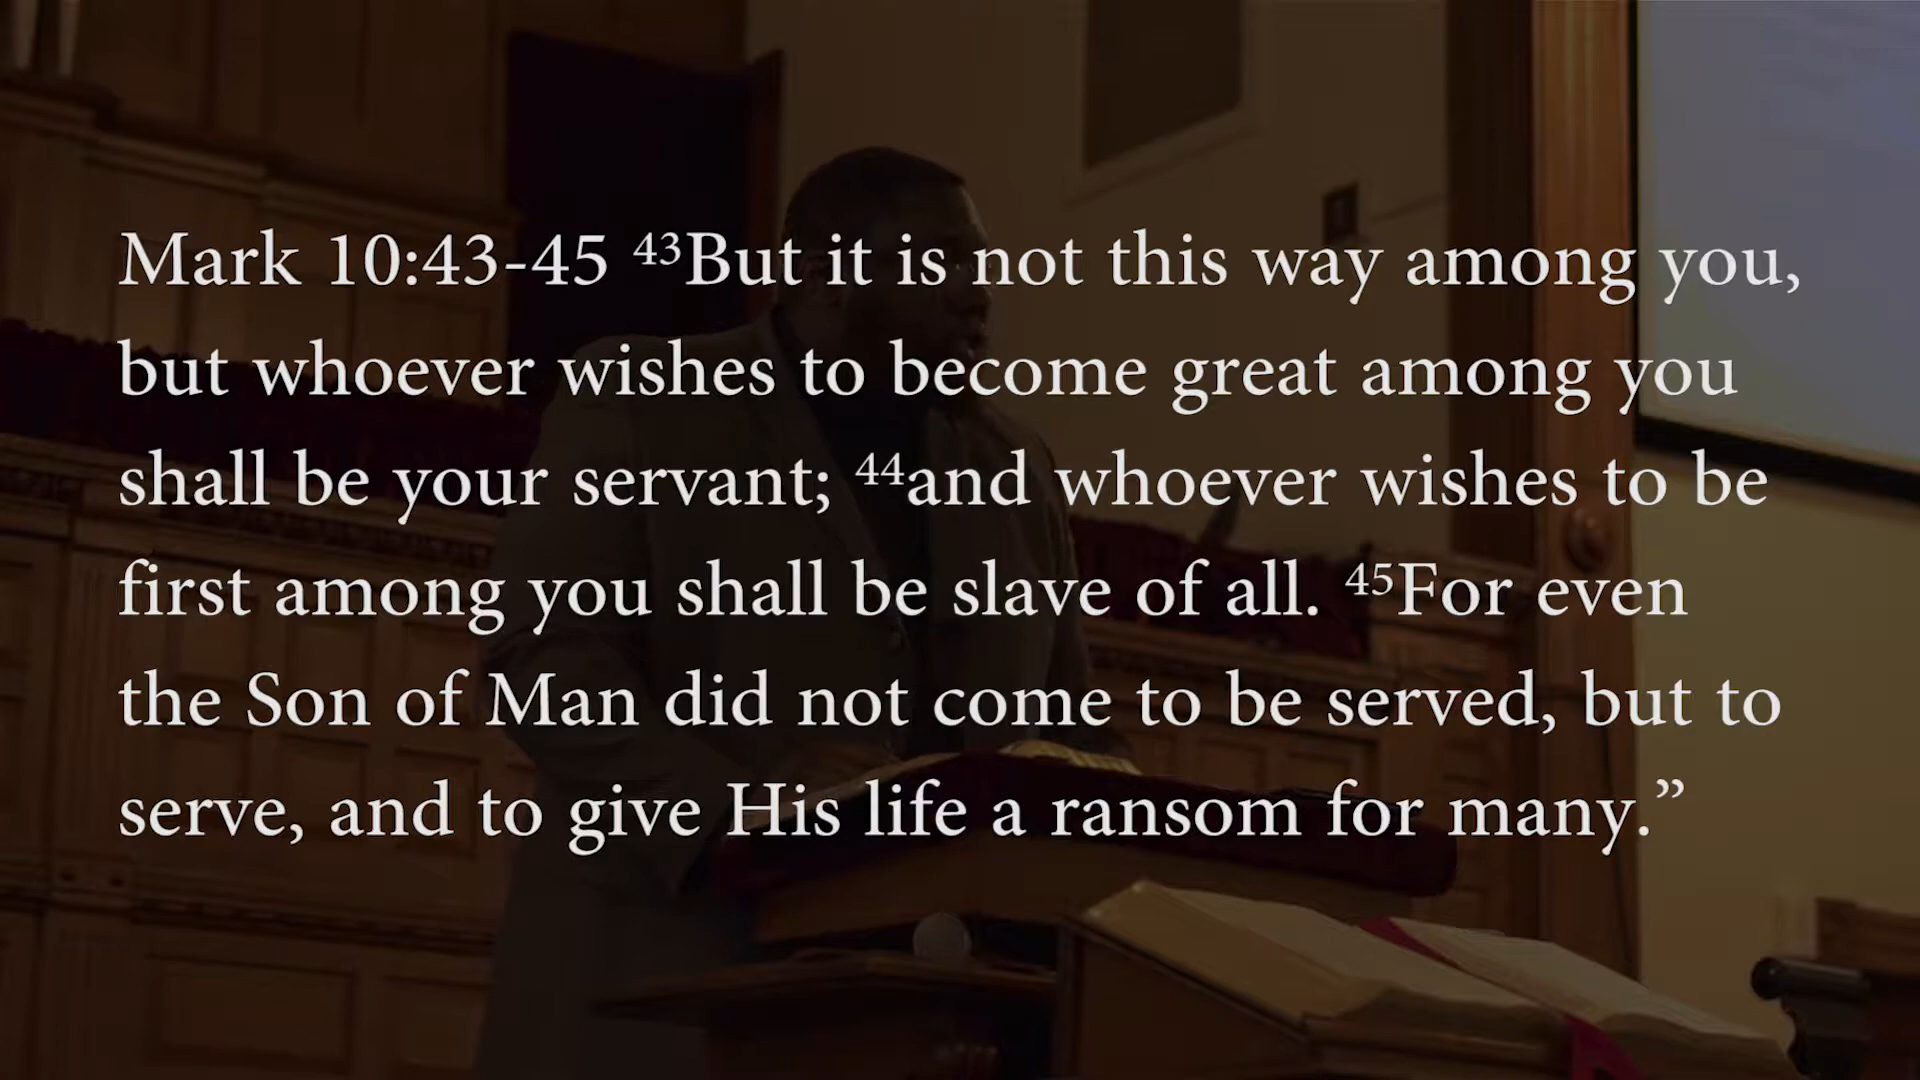 Mark 10:43-45 ⁴³But it is not this way among you,
but whoever wishes to become great among you
shall be your servant; ⁴⁴and whoever wishes to be
first among you shall be slave of all. ⁴⁵For even
the Son of Man did not come to be served, but to
serve, and to give His life a ransom for many.”